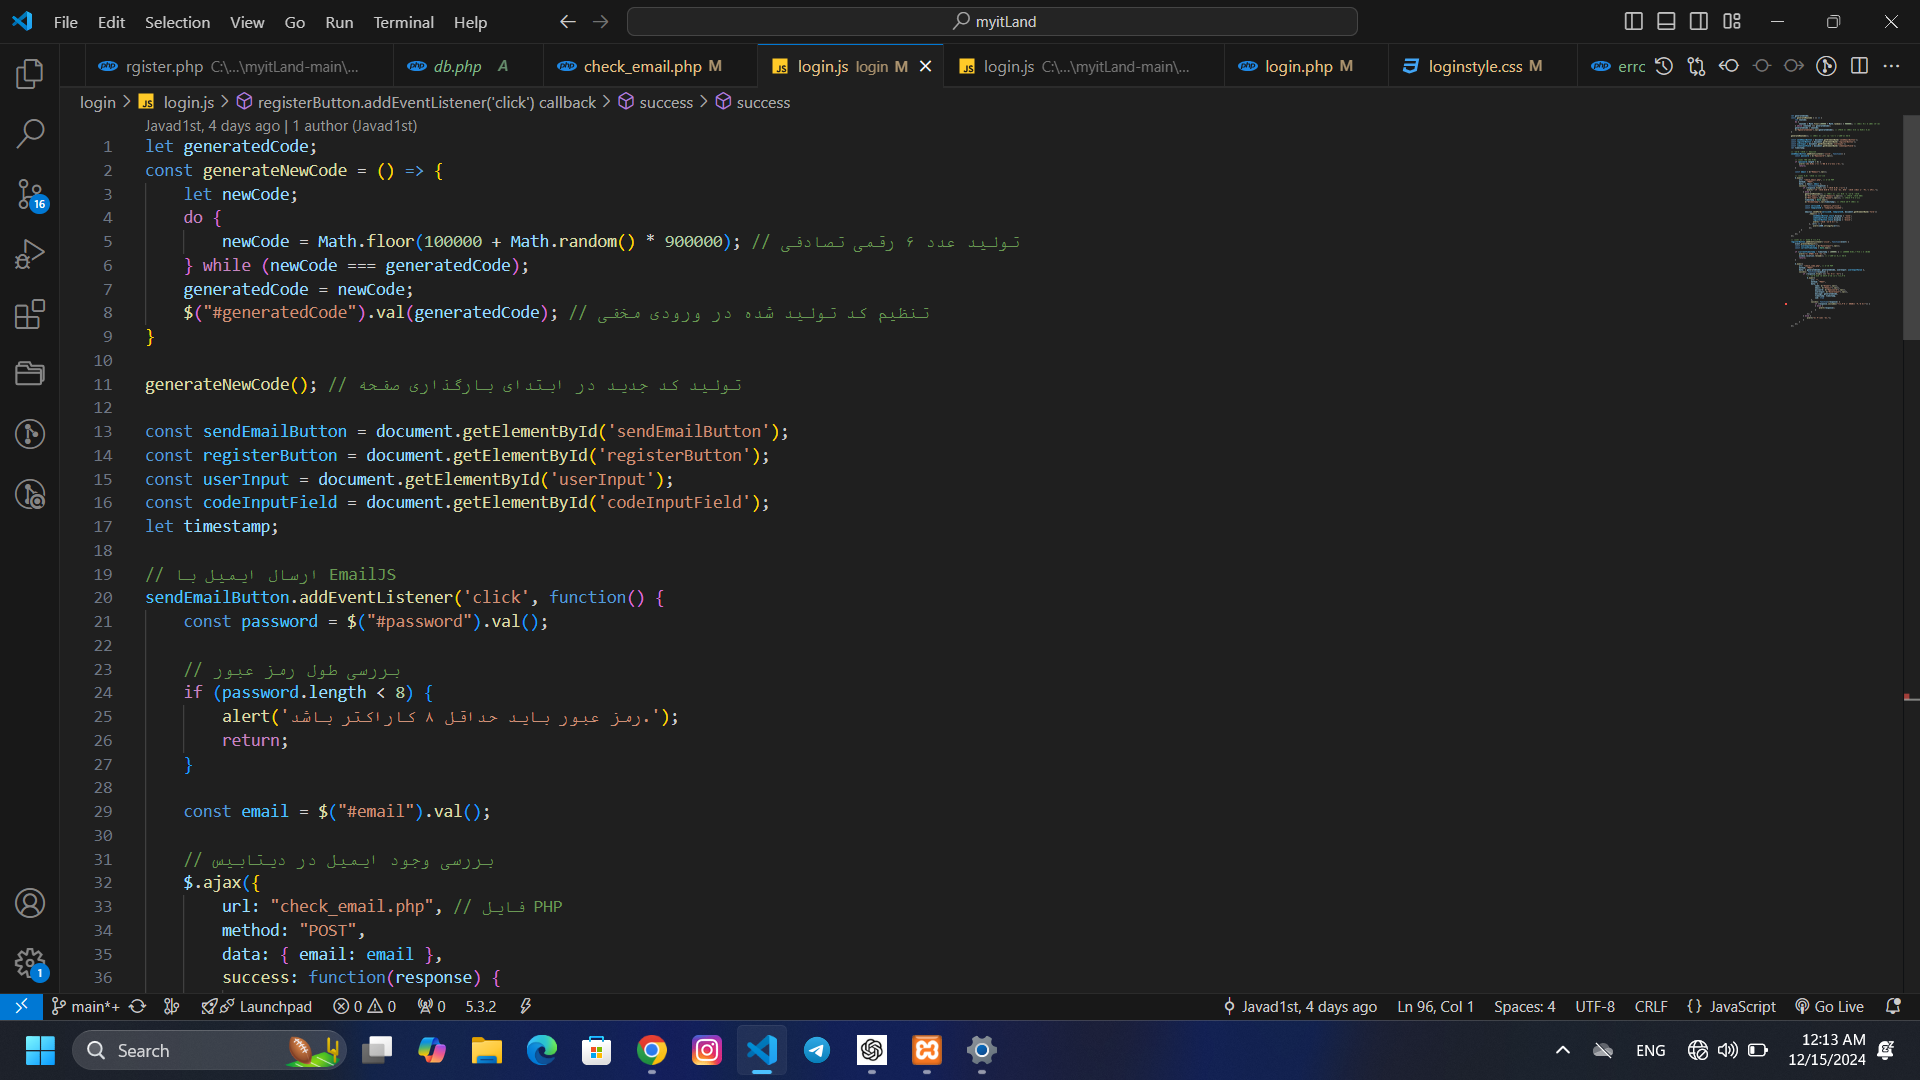 File Edit Selection View Go Run Terminal Help
myitLand
rgister.php C:\...\myitLand-main\...
db.php A
check_email.php M
login.js login M
login.js C:\...\myitLand-main\...
login.php M
loginstyle.css M
errc
login > login.js > registerButton.addEventListener('click') callback > success > success
Javad1st, 4 days ago | 1 author (Javad1st)
1 let generatedCode;
2 const generateNewCode = () => {
3 let newCode;
4 do {
5 newCode = Math.floor(100000 + Math.random() * 900000); // تولید عدد ۶ رقمی تصادفی
6 } while (newCode === generatedCode);
7 generatedCode = newCode;
8 $("#generatedCode").val(generatedCode); // تنظیم کد تولید شده در ورودی مخفی
9 }
10
11 generateNewCode(); // تولید کد جدید در ابتدای بارگذاری صفحه
12
13 const sendEmailButton = document.getElementById('sendEmailButton');
14 const registerButton = document.getElementById('registerButton');
15 const userInput = document.getElementById('userInput');
16 const codeInputField = document.getElementById('codeInputField');
17 let timestamp;
18
19 // ارسال ایمیل با EmailJS
20 sendEmailButton.addEventListener('click', function() {
21 const password = $("#password").val();
22
23 // بررسی طول رمز عبور
24 if (password.length < 8) {
25 alert('رمز عبور باید حداقل ۸ کاراکتر باشد.');
26 return;
27 }
28
29 const email = $("#email").val();
30
31 // بررسی وجود ایمیل در دیتابیس
32 $.ajax({
33 url: "check_email.php", // فایل PHP
34 method: "POST",
35 data: { email: email },
36 success: function(response) {
16
1
main*+ Launchpad 0 0 0 5.3.2 Javad1st, 4 days ago Ln 96, Col 1 Spaces: 4 UTF-8 CRLF {} JavaScript Go Live
Search
ENG
12:13 AM
12/15/2024